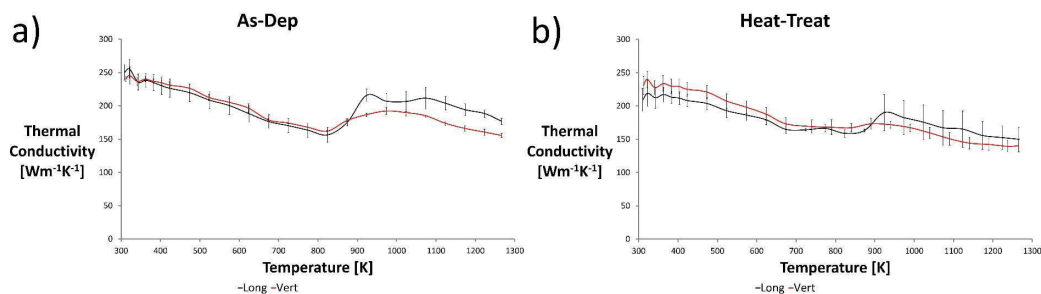 a)
As-Dep
300
250
200
150
100
50
0
Thermal
Conductivity
[Wm⁻¹K⁻¹]
300 400 500 600 700 800 900 1000 1100 1200 1300
Temperature [K]
–Long –Vert
b)
Heat-Treat
300
250
200
150
100
50
0
Thermal
Conductivity
[Wm⁻¹K⁻¹]
300 400 500 600 700 800 900 1000 1100 1200 1300
Temperature [K]
–Long –Vert